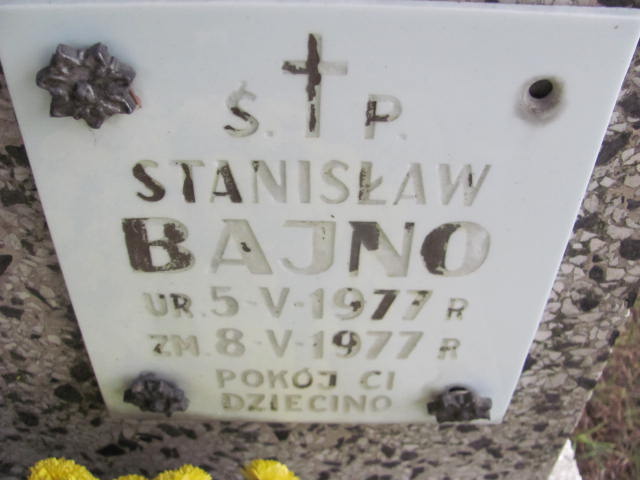 Ś. P.
STANISŁAW
BAJNO
UR. 5-V-1977 R
ZM. 8-V-1977 R
POKÓJ CI
DZIECINO